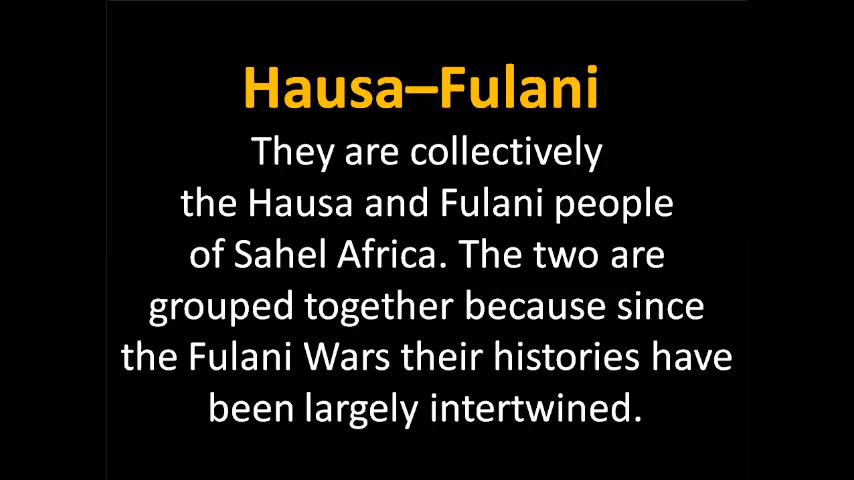 Hausa–Fulani
They are collectively
the Hausa and Fulani people
of Sahel Africa. The two are
grouped together because since
the Fulani Wars their histories have
been largely intertwined.